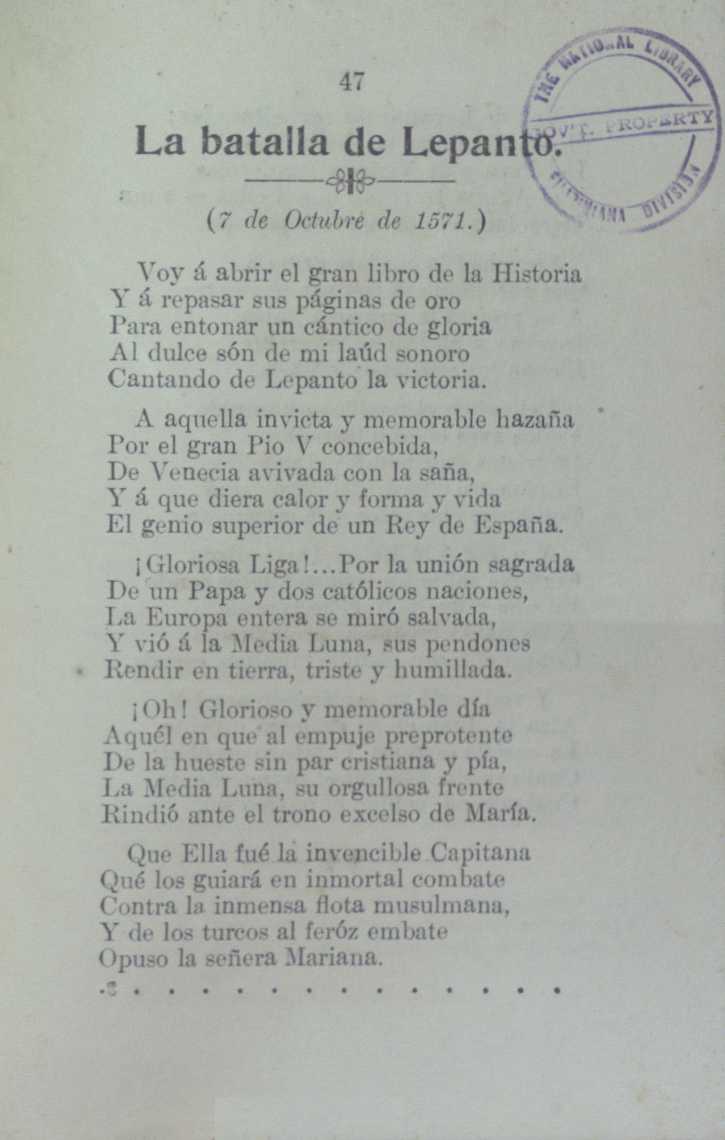 47
THE NATIONAL LIBRARY
GOV'T. PROPERTY
FILIPINIANA DIVISION
La batalla de Lepanto.
(7 de Octubre de 1571.)
Voy á abrir el gran libro de la Historia
Y á repasar sus páginas de oro
Para entonar un cántico de gloria
Al dulce són de mi laúd sonoro
Cantando de Lepanto la victoria.
A aquella invicta y memorable hazaña
Por el gran Pio V concebida,
De Venecia avivada con la saña,
Y á que diera calor y forma y vida
El genio superior de un Rey de España.
¡Gloriosa Liga!...Por la unión sagrada
De un Papa y dos católicos naciones,
La Europa entera se miró salvada,
Y vió á la Media Luna, sus pendones
Rendir en tierra, triste y humillada.
¡Oh! Glorioso y memorable día
Aquél en que al empuje preprotente
De la hueste sin par cristiana y pía,
La Media Luna, su orgullosa frente
Rindió ante el trono excelso de María.
Que Ella fué la invencible Capitana
Qué los guiará en inmortal combate
Contra la inmensa flota musulmana,
Y de los turcos al feróz embate
Opuso la señera Mariana.
. . . . . . . . . . . . . .